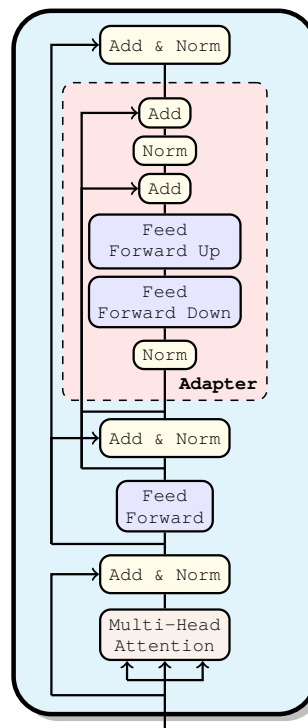 Add & Norm
Add
Norm
Add
Feed
Forward Up
Feed
Forward Down
Norm
Adapter
Add & Norm
Feed
Forward
Add & Norm
Multi-Head
Attention